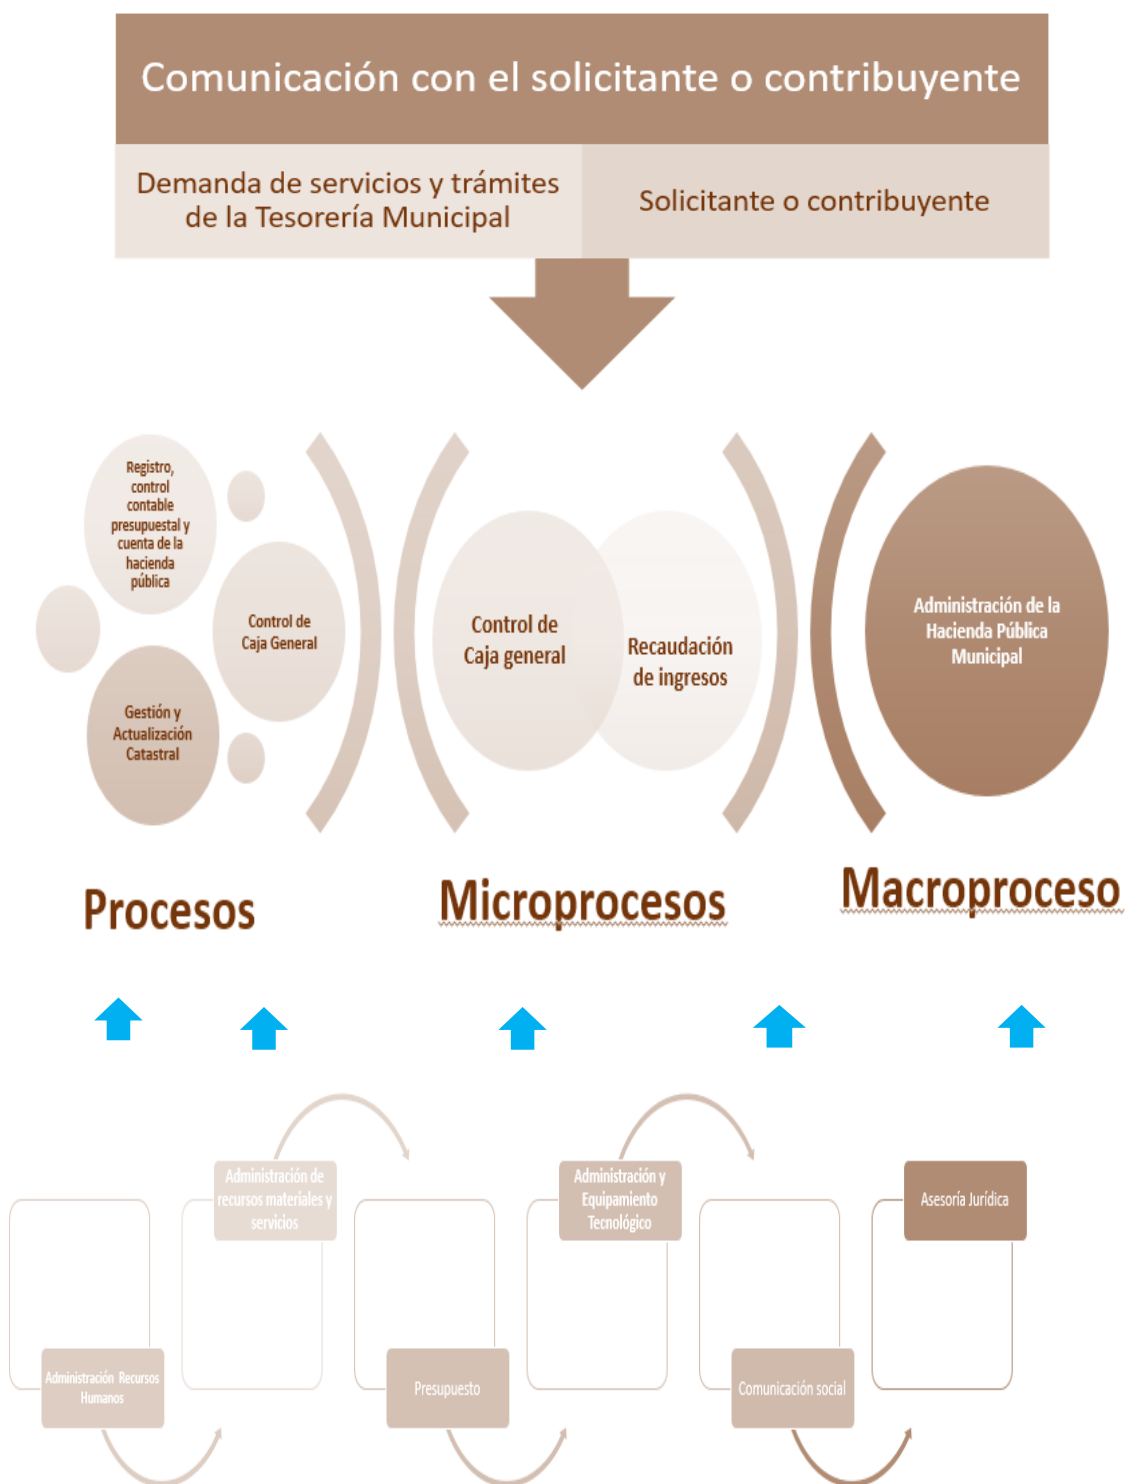 Comunicación con el solicitante o contribuyente
Demanda de servicios y trámites
de la Tesorería Municipal
Solicitante o contribuyente
Registro,
control
contable
presupuestal y
cuenta de la
hacienda
pública
Control de
Caja General
Gestión y
Actualización
Catastral
Control de
Caja general
Recaudación
de ingresos
Administración de la
Hacienda Pública
Municipal
Procesos
Microprocesos
Macroproceso
Administración de
recursos materiales y
servicios
Administración y
Equipamiento
Tecnológico
Asesoría Jurídica
Administración Recursos
Humanos
Presupuesto
Comunicación social